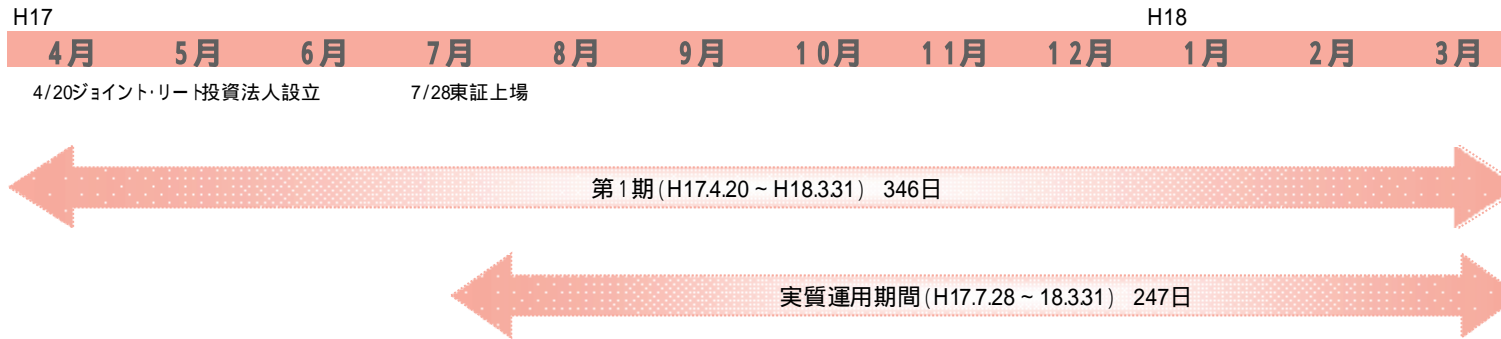 H17 H18
4月 5月 6月 7月 8月 9月 10月 11月 12月 1月 2月 3月
4/20ジョイント・リート投資法人設立 7/28東証上場
第1期(H17.4.20 ~ H18.3.31) 346日
実質運用期間(H17.7.28 ~ 18.3.31) 247日